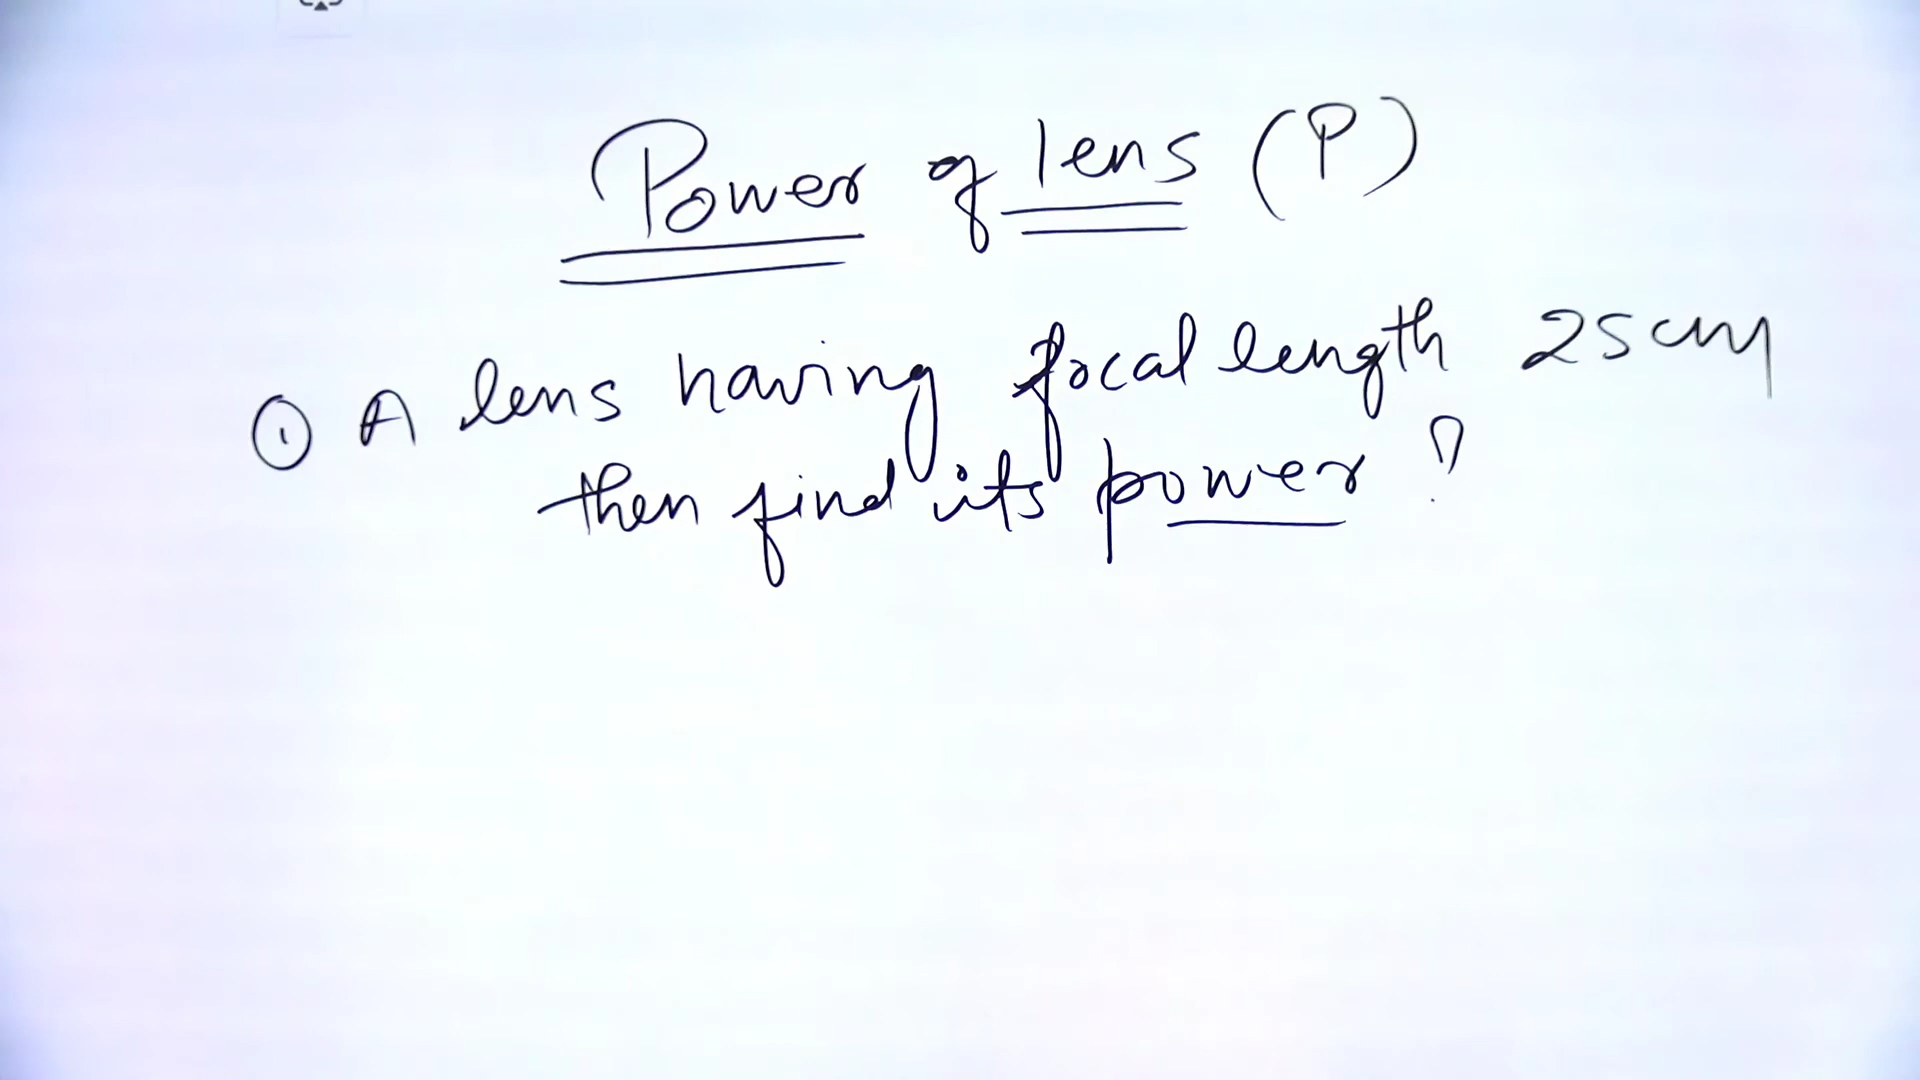 Power of lens (P)
① A lens having focal length 25cm
then find its power ?